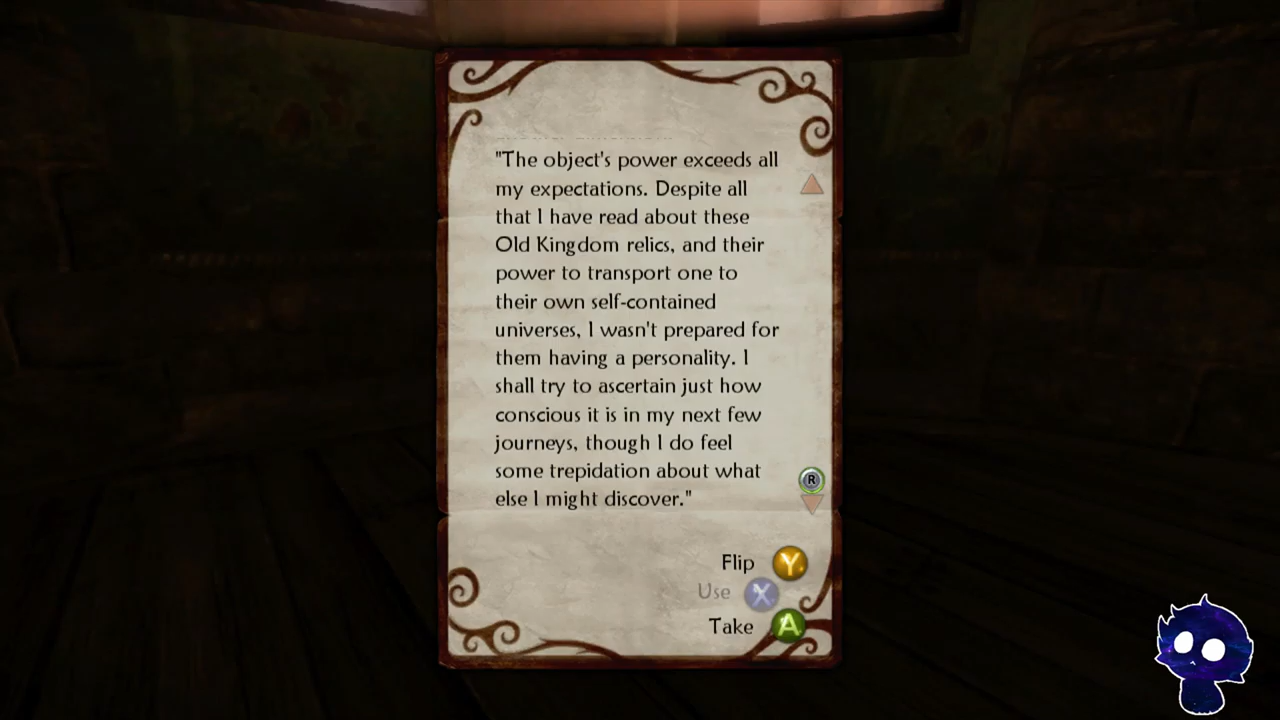 "The object's power exceeds all
my expectations. Despite all
that I have read about these
Old Kingdom relics, and their
power to transport one to
their own self-contained
universes, I wasn't prepared for
them having a personality. I
shall try to ascertain just how
conscious it is in my next few
journeys, though I do feel
some trepidation about what
else I might discover."
R
Flip Y
Use X
Take A